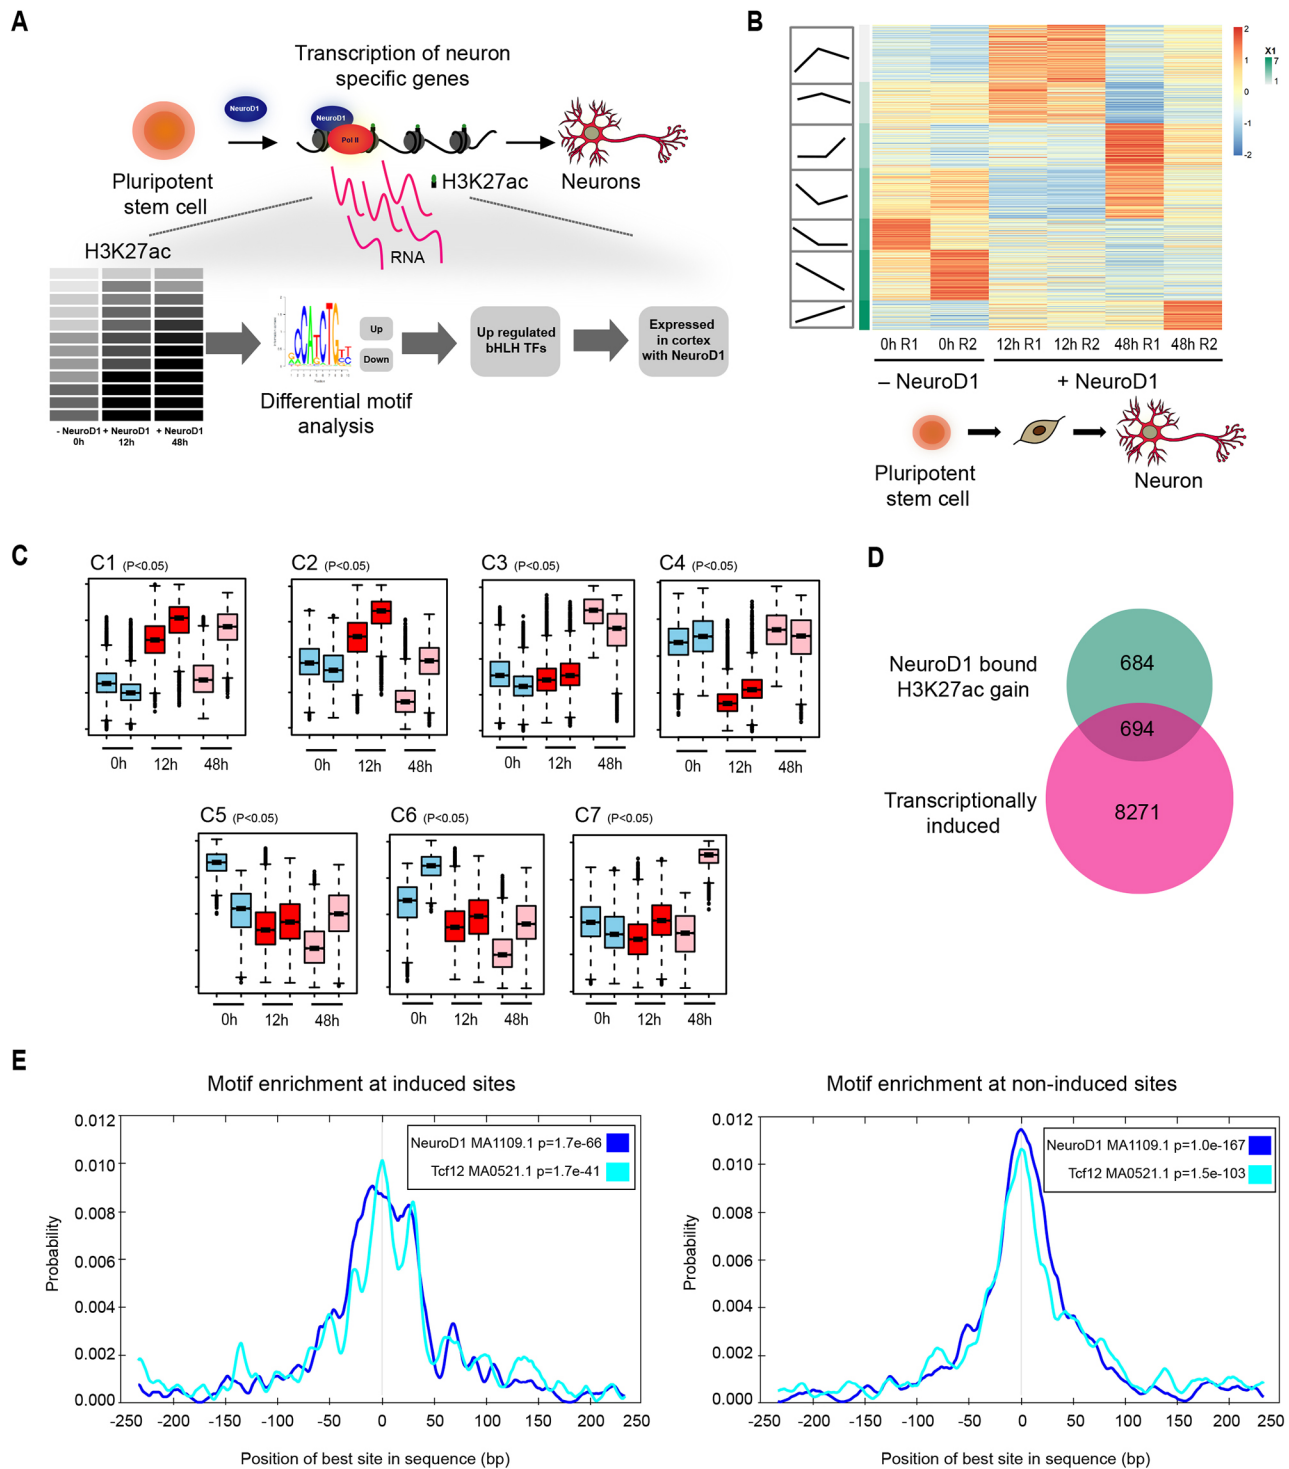 A
Transcription of neuron
specific genes
NeuroD1
NeuroD1
Pol II
Pluripotent
stem cell
H3K27ac
Neurons
RNA
H3K27ac
- NeuroD1
0h
+ NeuroD1
12h
+ NeuroD1
48h
Up
Down
Differential motif
analysis
Up regulated
bHLH TFs
Expressed
in cortex
with NeuroD1
B
2
1
0
-1
-2
X1
7
1
0h R1 0h R2 12h R1 12h R2 48h R1 48h R2
– NeuroD1 + NeuroD1
Pluripotent
stem cell
Neuron
C
C1 (P<0.05)
0h 12h 48h
C2 (P<0.05)
0h 12h 48h
C3 (P<0.05)
0h 12h 48h
C4 (P<0.05)
0h 12h 48h
C5 (P<0.05)
0h 12h 48h
C6 (P<0.05)
0h 12h 48h
C7 (P<0.05)
0h 12h 48h
D
NeuroD1 bound
H3K27ac gain
684
694
Transcriptionally
induced
8271
E
Motif enrichment at induced sites
Probability
0.012
0.010
0.008
0.006
0.004
0.002
0.000
NeuroD1 MA1109.1 p=1.7e-66
Tcf12 MA0521.1 p=1.7e-41
-250 -200 -150 -100 -50 0 50 100 150 200 250
Position of best site in sequence (bp)
Motif enrichment at non-induced sites
Probability
0.012
0.010
0.008
0.006
0.004
0.002
0.000
NeuroD1 MA1109.1 p=1.0e-167
Tcf12 MA0521.1 p=1.5e-103
-250 -200 -150 -100 -50 0 50 100 150 200 250
Position of best site in sequence (bp)